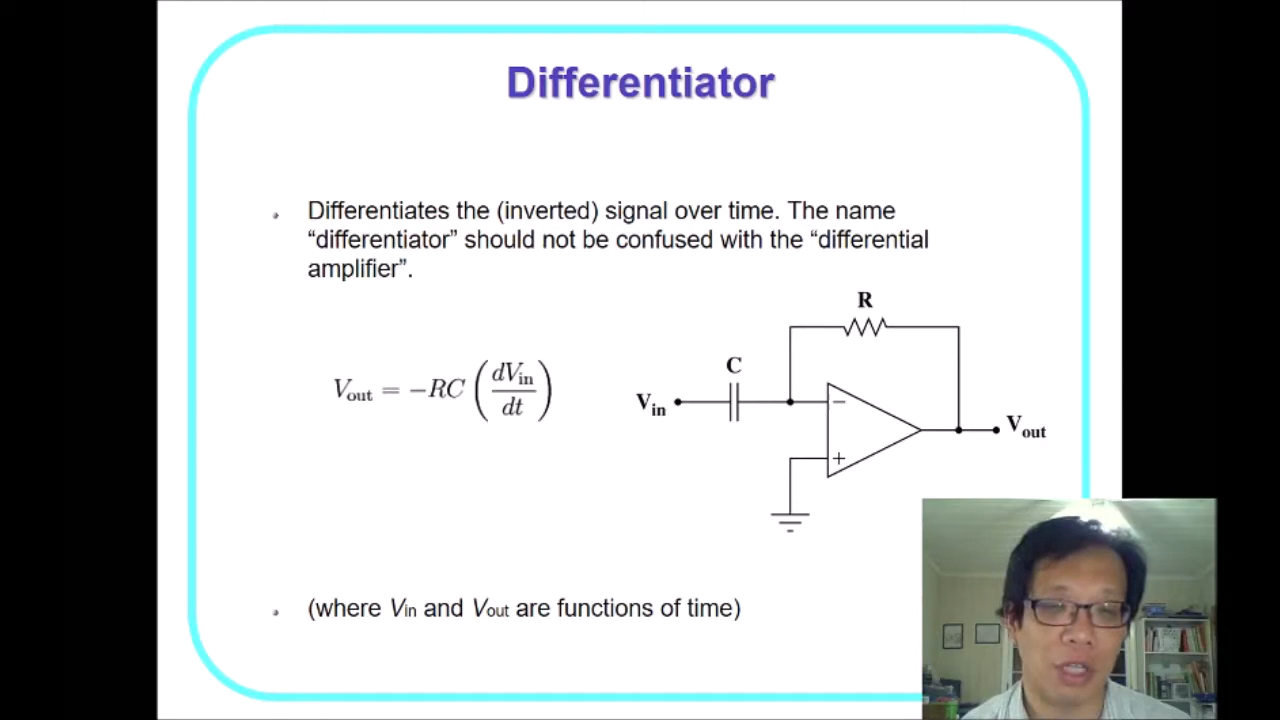 Differentiator
Differentiates the (inverted) signal over time. The name
“differentiator” should not be confused with the “differential
amplifier”.
R
C
Vout = −RC (dVin/dt)
Vin
−
+
Vout
(where Vin and Vout are functions of time)